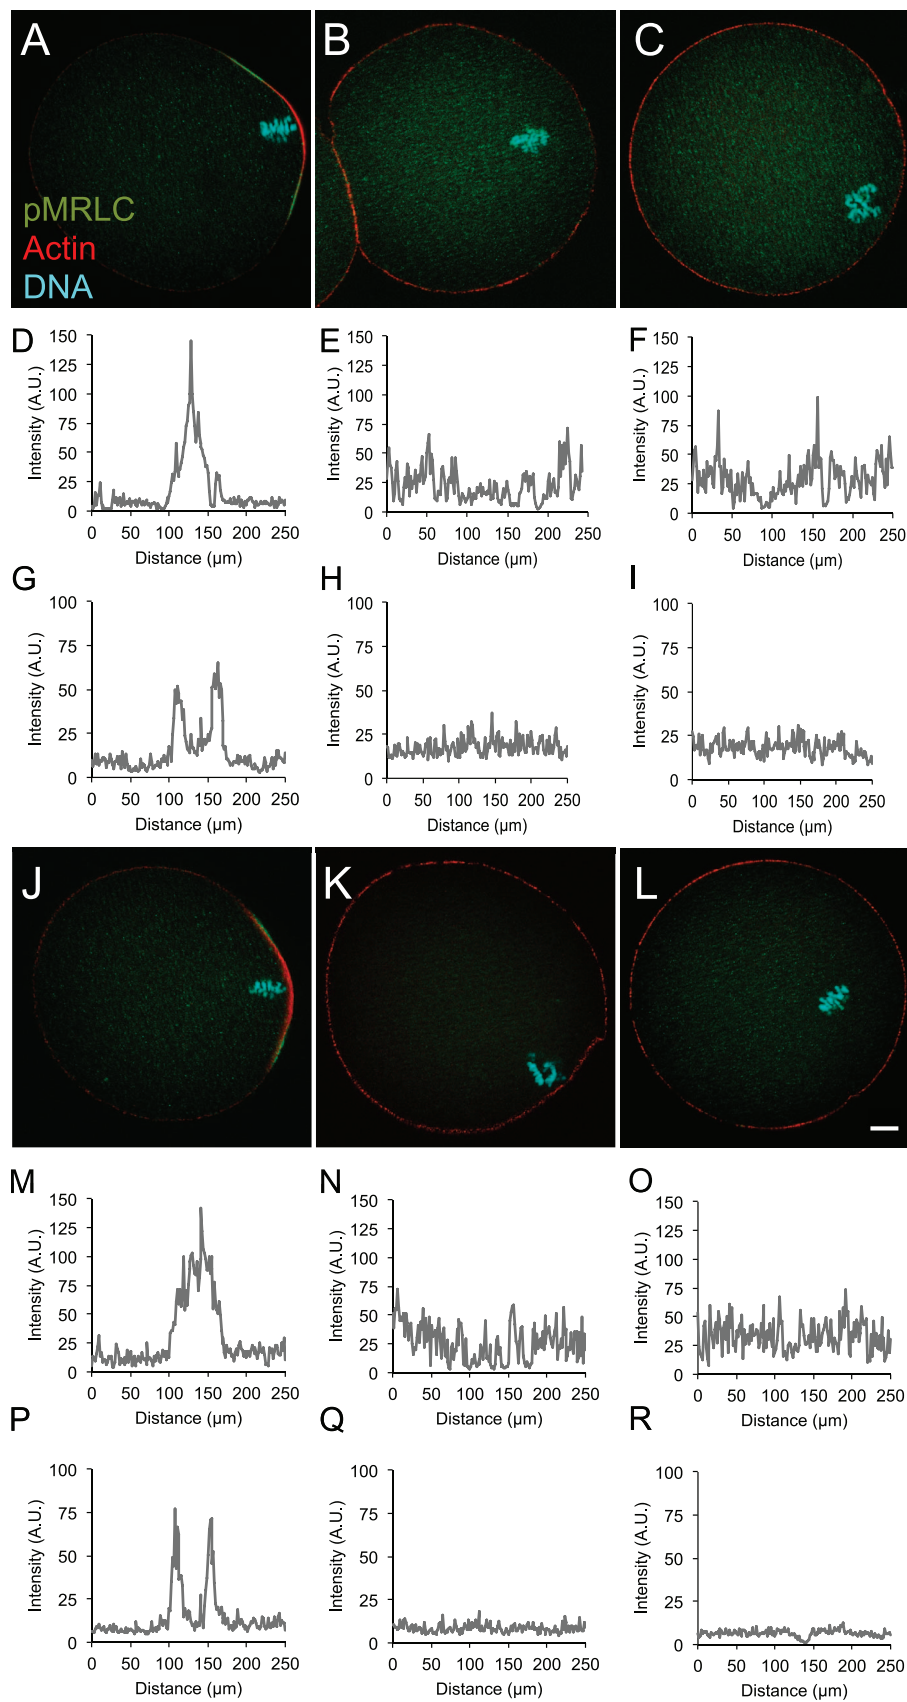 A B C
pMRLC
Actin
DNA
D E F
150 150 150
125 125 125
100 100 100
75 75 75
50 50 50
25 25 25
0 0 0
Intensity (A.U.) Intensity (A.U.) Intensity (A.U.)
0 50 100 150 200 250 0 50 100 150 200 250 0 50 100 150 200 250
Distance (µm) Distance (µm) Distance (µm)
G H I
100 100 100
75 75 75
50 50 50
25 25 25
0 0 0
Intensity (A.U.) Intensity (A.U.) Intensity (A.U.)
0 50 100 150 200 250 0 50 100 150 200 250 0 50 100 150 200 250
Distance (µm) Distance (µm) Distance (µm)
J K L
M N O
150 150 150
125 125 125
100 100 100
75 75 75
50 50 50
25 25 25
0 0 0
Intensity (A.U.) Intensity (A.U.) Intensity (A.U.)
0 50 100 150 200 250 0 50 100 150 200 250 0 50 100 150 200 250
Distance (µm) Distance (µm) Distance (µm)
P Q R
100 100 100
75 75 75
50 50 50
25 25 25
0 0 0
Intensity (A.U.) Intensity (A.U.) Intensity (A.U.)
0 50 100 150 200 250 0 50 100 150 200 250 0 50 100 150 200 250
Distance (µm) Distance (µm) Distance (µm)